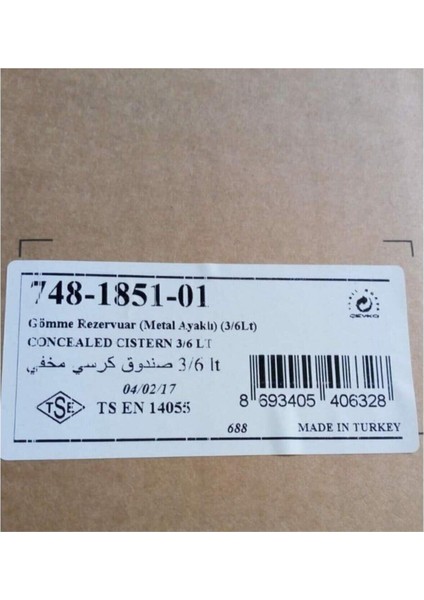 748-1851-01
Gömme Rezervuar (Metal Ayaklı) (3/6Lt)
CONCEALED CISTERN 3/6 LT
صندوق كرسي مخفي 3/6 lt
04/02/17
TSE
TS EN 14055
ÇEVKO
8 693405 406328
688
MADE IN TURKEY